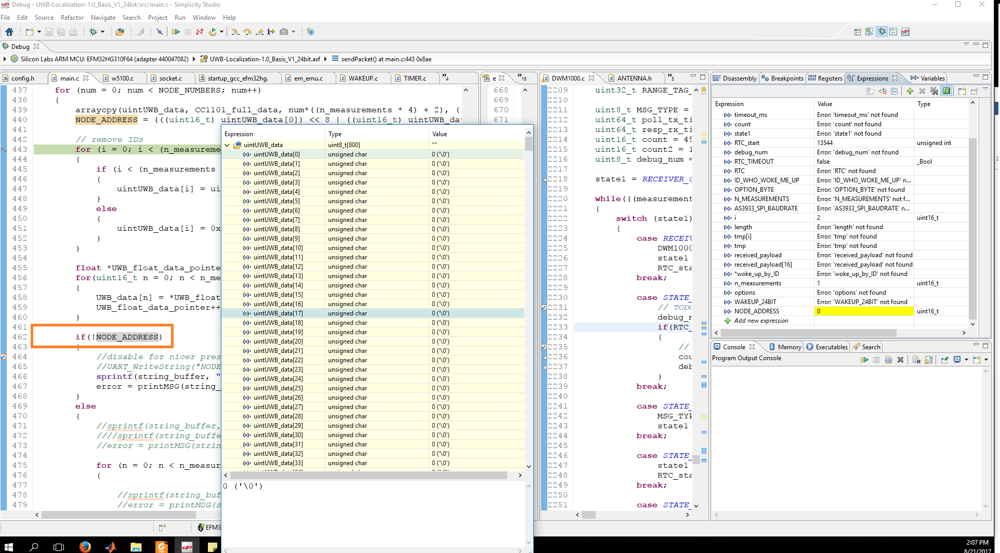 Debug - UWB-Localization-1.0_Basis_V1_24bit/src/main.c - Simplicity Studio
File Edit Source Refactor Navigate Search Project Run Window Help
Debug
Silicon Labs ARM MCU: EFM32HG310F64 (adapter 440047082) UWB-Localization-1.0_Basis_V1_24bit.axf sendPacket() at main.c:443 0x8ae
config.h main.c w5100.c socket.c startup_gcc_efm32hg. em_emu.c WAKEUP.c TIMER.c »4
437 for (num = 0; num < NODE_NUMBERS; num++)
438 {
439 arraycpy(uintUWB_data, CC1101_full_data, num*((n_measurements * 4) + 2), (
440 NODE_ADDRESS = (((uint16_t) uintUWB_data[0]) << 8 | ((uint16_t) uintUWB_da
441
442 // remove IDs
443 for (i = 0; i < (n_measureme
444 {
445 if (i < (n_measurements
446 {
447 uintUWB_data[i] = ui
448 }
449 else
450 {
451 uintUWB_data[i] = 0x
452 }
453 }
454
455 float *UWB_float_data_pointe
456 for(uint16_t n = 0; n < n_me
457 {
458 UWB_data[n] = *UWB_float
459 UWB_float_data_pointer++
460 }
461
462 if(!NODE_ADDRESS)
463 {
464 //disable for nicer pres
465 //UART_WriteString("NODE
466 sprintf(string_buffer, "
467 error = printMSG(string_
468 }
469 else
470 {
471 //sprintf(string_buffer,
472 ////sprintf(string_buffe
473 //error = printMSG(strin
474
475 for (n = 0; n < n_measur
476 {
477
478 //sprintf(string_buf
479 //error = printMSG(s
EFM3
Expression Type Value
uintUWB_data uint8_t[800] ""
uintUWB_data[0] unsigned char 0 ('\0')
uintUWB_data[1] unsigned char 0 ('\0')
uintUWB_data[2] unsigned char 0 ('\0')
uintUWB_data[3] unsigned char 0 ('\0')
uintUWB_data[4] unsigned char 0 ('\0')
uintUWB_data[5] unsigned char 0 ('\0')
uintUWB_data[6] unsigned char 0 ('\0')
uintUWB_data[7] unsigned char 0 ('\0')
uintUWB_data[8] unsigned char 0 ('\0')
uintUWB_data[9] unsigned char 0 ('\0')
uintUWB_data[10] unsigned char 0 ('\0')
uintUWB_data[11] unsigned char 0 ('\0')
uintUWB_data[12] unsigned char 0 ('\0')
uintUWB_data[13] unsigned char 0 ('\0')
uintUWB_data[14] unsigned char 0 ('\0')
uintUWB_data[15] unsigned char 0 ('\0')
uintUWB_data[16] unsigned char 0 ('\0')
uintUWB_data[17] unsigned char 0 ('\0')
uintUWB_data[18] unsigned char 0 ('\0')
uintUWB_data[19] unsigned char 0 ('\0')
uintUWB_data[20] unsigned char 0 ('\0')
uintUWB_data[21] unsigned char 0 ('\0')
uintUWB_data[22] unsigned char 0 ('\0')
uintUWB_data[23] unsigned char 0 ('\0')
uintUWB_data[24] unsigned char 0 ('\0')
uintUWB_data[25] unsigned char 0 ('\0')
uintUWB_data[26] unsigned char 0 ('\0')
uintUWB_data[27] unsigned char 0 ('\0')
uintUWB_data[28] unsigned char 0 ('\0')
uintUWB_data[29] unsigned char 0 ('\0')
uintUWB_data[30] unsigned char 0 ('\0')
uintUWB_data[31] unsigned char 0 ('\0')
uintUWB_data[32] unsigned char 0 ('\0')
uintUWB_data[33] unsigned char 0 ('\0')
0 ('\0')
e »18
668
669
670
671
DWM1000.c ANTENNA.h »5
2209 uint32_t RANGE_TAG_
2210
2211 uint8_t MSG_TYPE =
2212 uint64_t poll_tx_ti
2213 uint64_t resp_rx_ti
2214 uint16_t count = 45
2215 uint16_t count2 = 1
2216 uint8_t debug_num =
2217
2218 state1 = RECEIVER_
2219
2220 while(((measurement
2221 {
2222 switch (state1)
2223 {
2224 case RECEIV
2225 DWM1000
2226 state1
2227 RTC_sta
2228 break;
2229
2230 case STATE_
2231 // TODO
2232 debug_n
2233 if(RTC_
2234 {
2235 //
2236 cou
2237 deb
2238 }
2239 break;
2240
2241 case STATE_
2242 MSG_TYP
2243 state1
2244 break;
2245
2246 case STATE_
2247 state1
2248 RTC_sta
2249 break;
2250
2251 case STATE_
Disassembly Breakpoints Registers Expressions Variables
Expression Value Type
timeout_ms Error: 'timeout_ms' not found
count Error: 'count' not found
state1 Error: 'state1' not found
RTC_start 13544 unsigned int
debug_num Error: 'debug_num' not found
RTC_TIMEOUT false _Bool
RTC Error: 'RTC' not found
ID_WHO_WOKE_ME_UP Error: 'ID_WHO_WOKE_ME_UP' n...
OPTION_BYTE Error: 'OPTION_BYTE' not found
N_MEASUREMENTS Error: 'N_MEASUREMENTS' not f...
AS3933_SPI_BAUDRATE Error: 'AS3933_SPI_BAUDRATE' n...
i 2 uint16_t
length Error: 'length' not found
tmp[i] Error: 'tmp' not found
tmp Error: 'tmp' not found
received_payload Error: 'received_payload' not found
received_payload[16] Error: 'received_payload' not found
*woke_up_by_ID Error: 'woke_up_by_ID' not found
n_measurements 1 uint16_t
options Error: 'options' not found
WAKEUP_24BIT Error: 'WAKEUP_24BIT' not found
NODE_ADDRESS 0 uint16_t
Add new expression
Console Memory Executables Search
Program Output Console
2:07 PM
8/21/2017